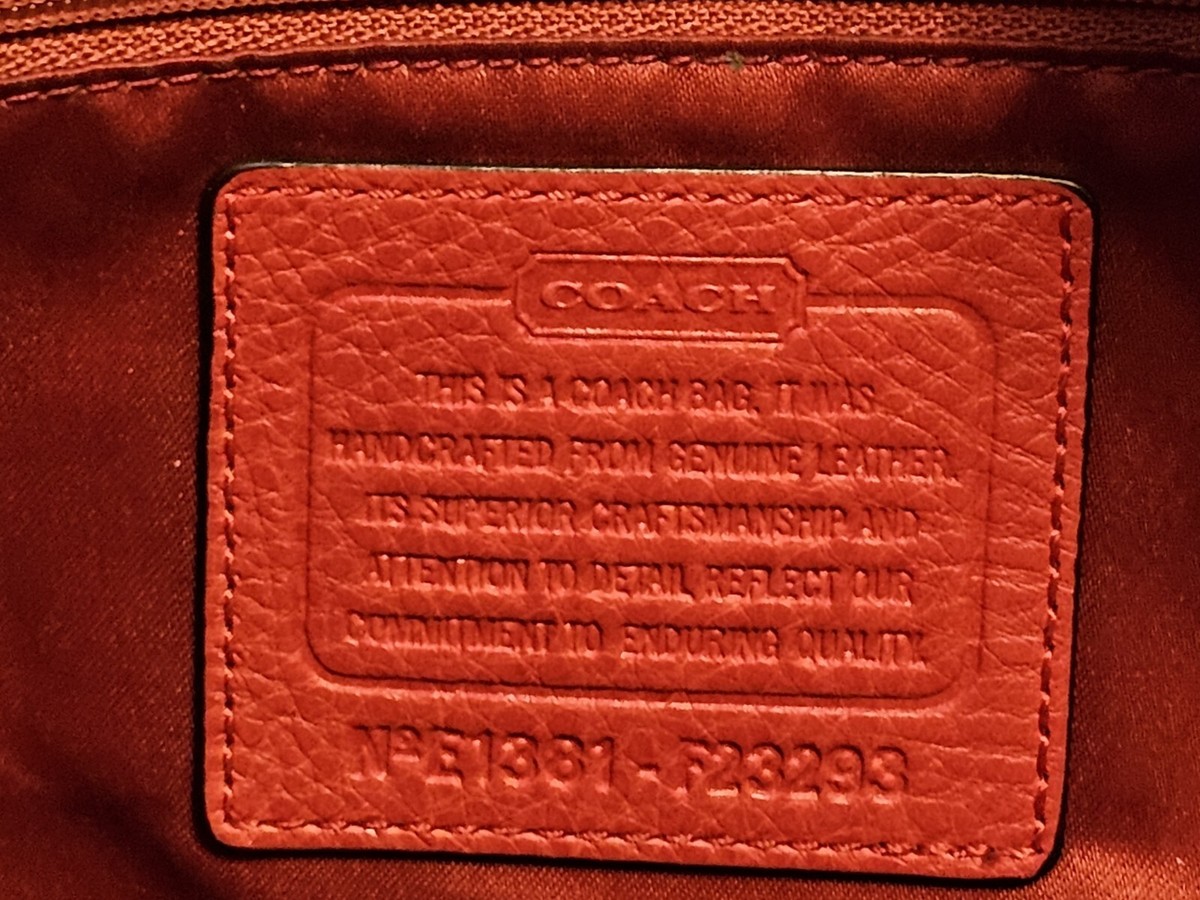 COACH
THIS IS A COACH BAG. IT WAS
HANDCRAFTED FROM GENUINE LEATHER.
ITS SUPERIOR CRAFTSMANSHIP AND
ATTENTION TO DETAIL REFLECT OUR
COMMITMENT TO ENDURING QUALITY.
Nº E1381-F23293